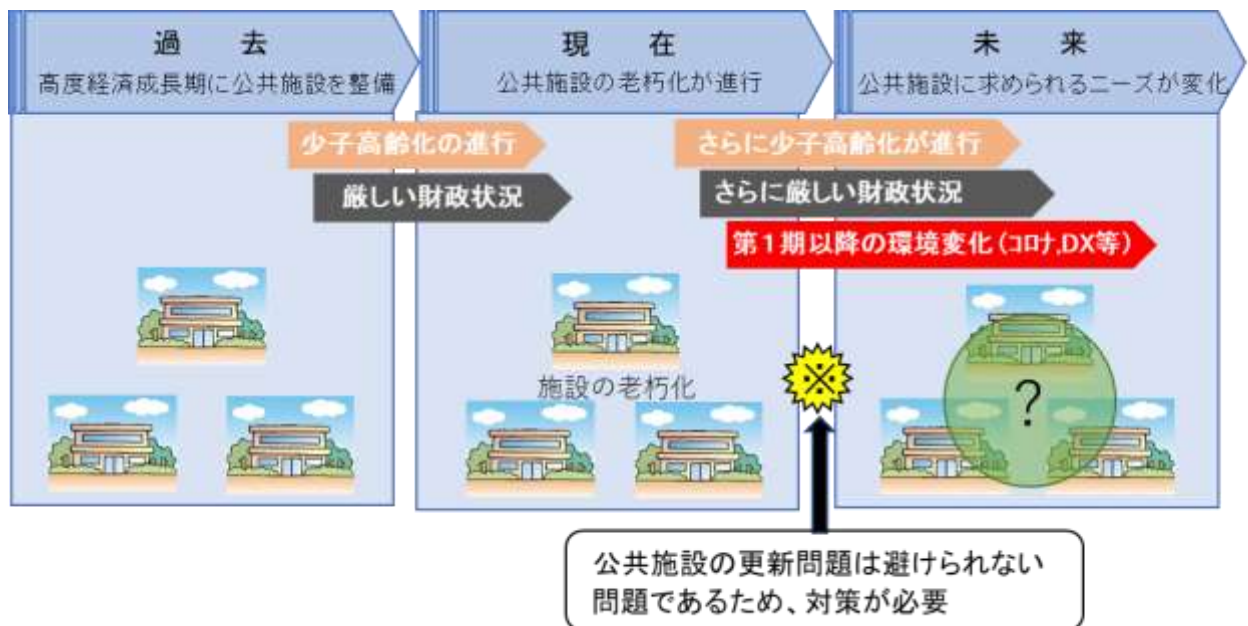 過　去
高度経済成長期に公共施設を整備
現　在
公共施設の老朽化が進行
未　来
公共施設に求められるニーズが変化
少子高齢化の進行
厳しい財政状況
さらに少子高齢化が進行
さらに厳しい財政状況
第１期以降の環境変化（ｺﾛﾅ,DX等）
施設の老朽化
※
？
公共施設の更新問題は避けられない
問題であるため、対策が必要